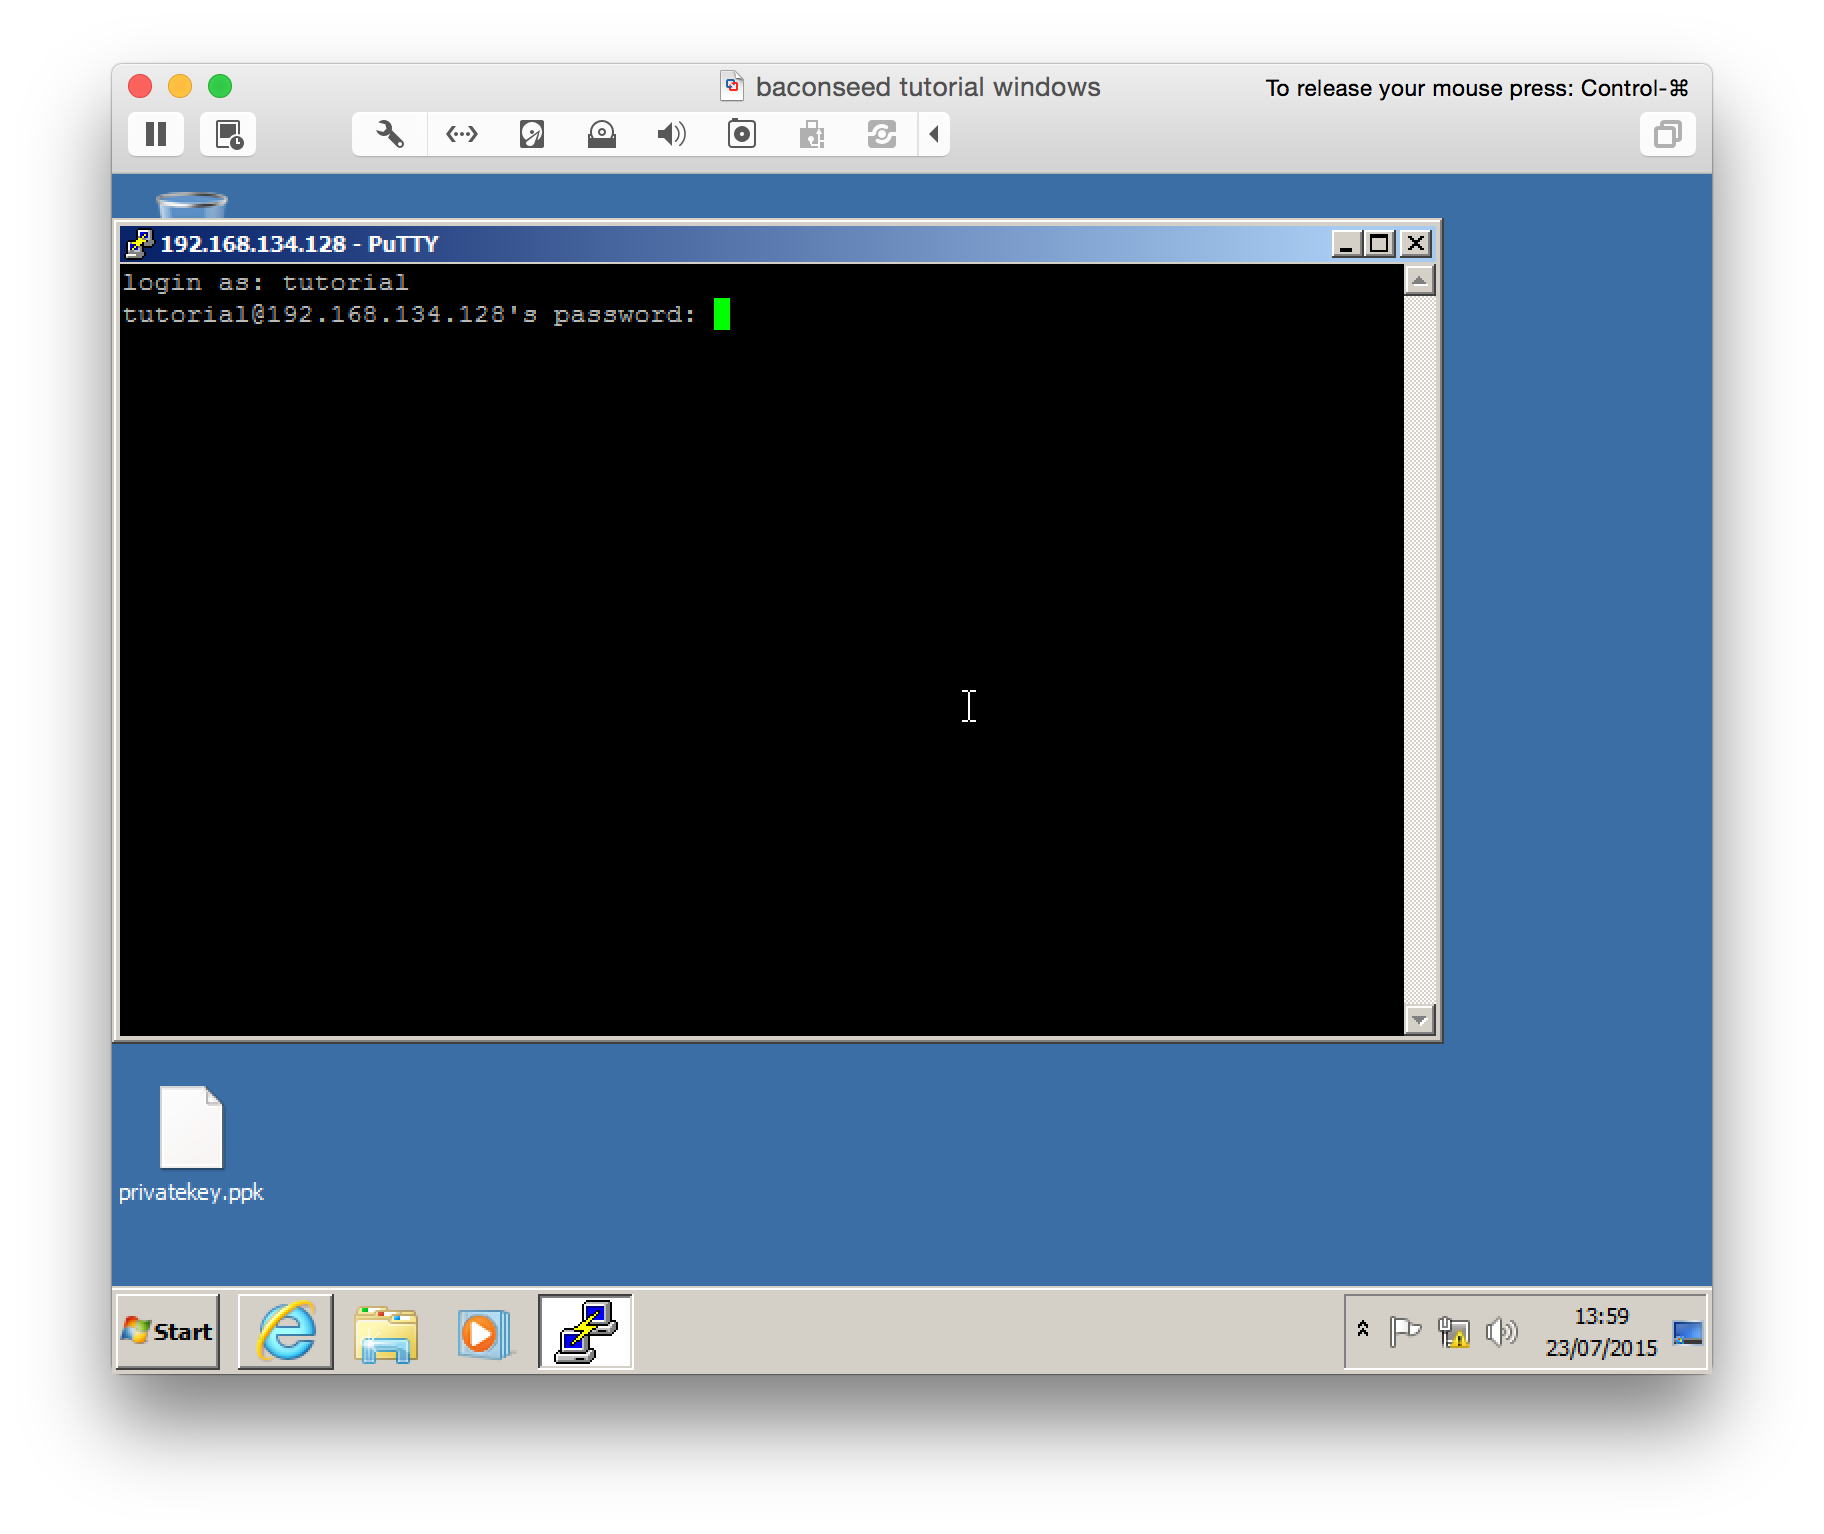 baconseed tutorial windows
To release your mouse press: Control-⌘
192.168.134.128 - PuTTY
login as: tutorial
tutorial@192.168.134.128's password:
privatekey.ppk
Start
13:59
23/07/2015